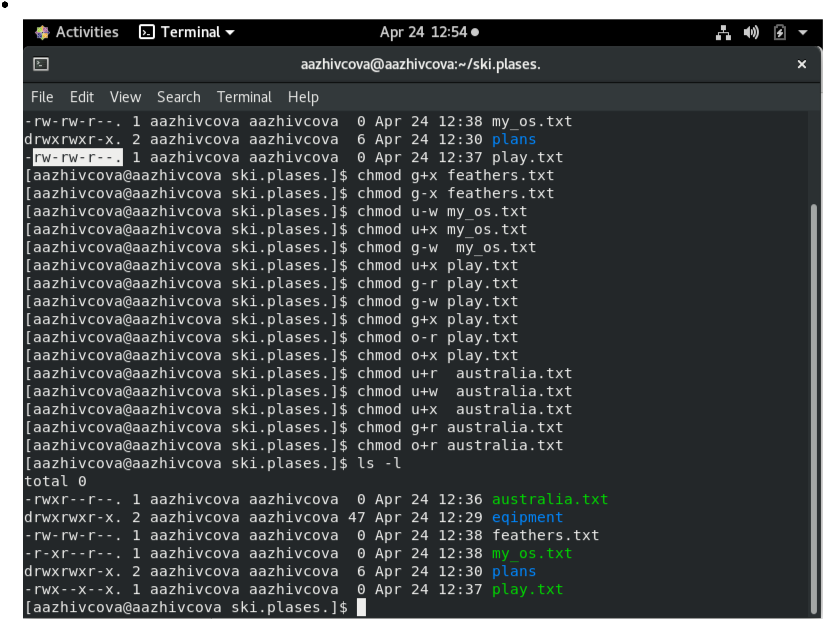 Activities Terminal Apr 24 12:54
aazhivcova@aazhivcova:~/ski.plases.
File Edit View Search Terminal Help
-rw-rw-r--. 1 aazhivcova aazhivcova  0 Apr 24 12:38 my_os.txt
drwxrwxr-x. 2 aazhivcova aazhivcova  6 Apr 24 12:30 plans
-rw-rw-r--. 1 aazhivcova aazhivcova  0 Apr 24 12:37 play.txt
[aazhivcova@aazhivcova ski.plases.]$ chmod g+x feathers.txt
[aazhivcova@aazhivcova ski.plases.]$ chmod g-x feathers.txt
[aazhivcova@aazhivcova ski.plases.]$ chmod u-w my_os.txt
[aazhivcova@aazhivcova ski.plases.]$ chmod u+x my_os.txt
[aazhivcova@aazhivcova ski.plases.]$ chmod g-w  my_os.txt
[aazhivcova@aazhivcova ski.plases.]$ chmod u+x play.txt
[aazhivcova@aazhivcova ski.plases.]$ chmod g-r play.txt
[aazhivcova@aazhivcova ski.plases.]$ chmod g-w play.txt
[aazhivcova@aazhivcova ski.plases.]$ chmod g+x play.txt
[aazhivcova@aazhivcova ski.plases.]$ chmod o-r play.txt
[aazhivcova@aazhivcova ski.plases.]$ chmod o+x play.txt
[aazhivcova@aazhivcova ski.plases.]$ chmod u+r  australia.txt
[aazhivcova@aazhivcova ski.plases.]$ chmod u+w  australia.txt
[aazhivcova@aazhivcova ski.plases.]$ chmod u+x  australia.txt
[aazhivcova@aazhivcova ski.plases.]$ chmod g+r australia.txt
[aazhivcova@aazhivcova ski.plases.]$ chmod o+r australia.txt
[aazhivcova@aazhivcova ski.plases.]$ ls -l
total 0
-rwxr--r--. 1 aazhivcova aazhivcova  0 Apr 24 12:36 australia.txt
drwxrwxr-x. 2 aazhivcova aazhivcova 47 Apr 24 12:29 eqipment
-rw-rw-r--. 1 aazhivcova aazhivcova  0 Apr 24 12:38 feathers.txt
-r-xr--r--. 1 aazhivcova aazhivcova  0 Apr 24 12:38 my_os.txt
drwxrwxr-x. 2 aazhivcova aazhivcova  6 Apr 24 12:30 plans
-rwx--x--x. 1 aazhivcova aazhivcova  0 Apr 24 12:37 play.txt
[aazhivcova@aazhivcova ski.plases.]$